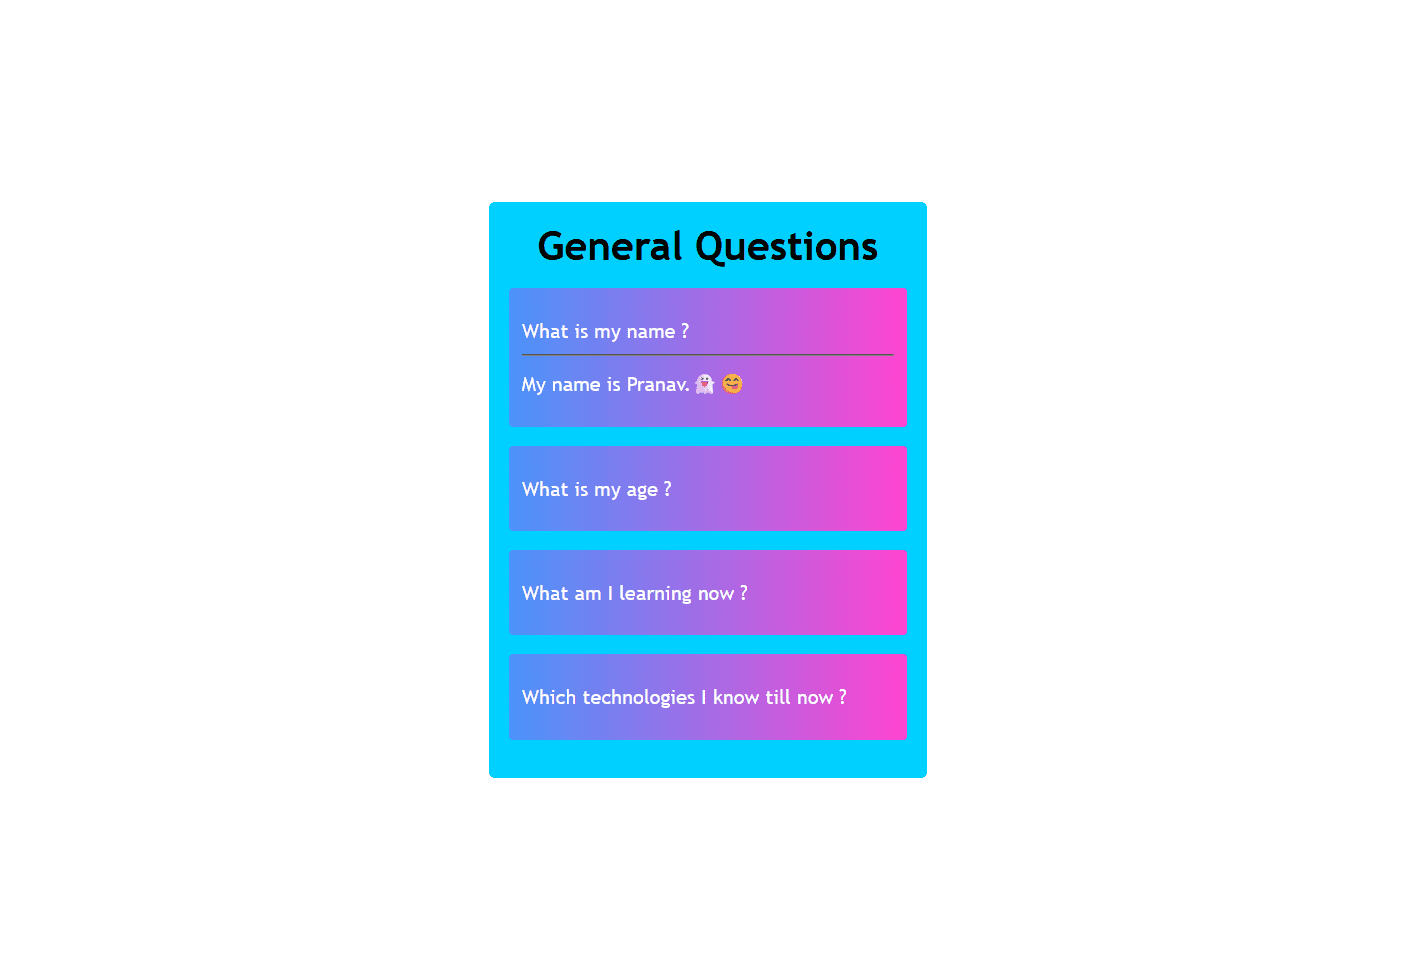 General Questions
What is my name ?
My name is Pranav. 👻 😋
What is my age ?
What am I learning now ?
Which technologies I know till now ?